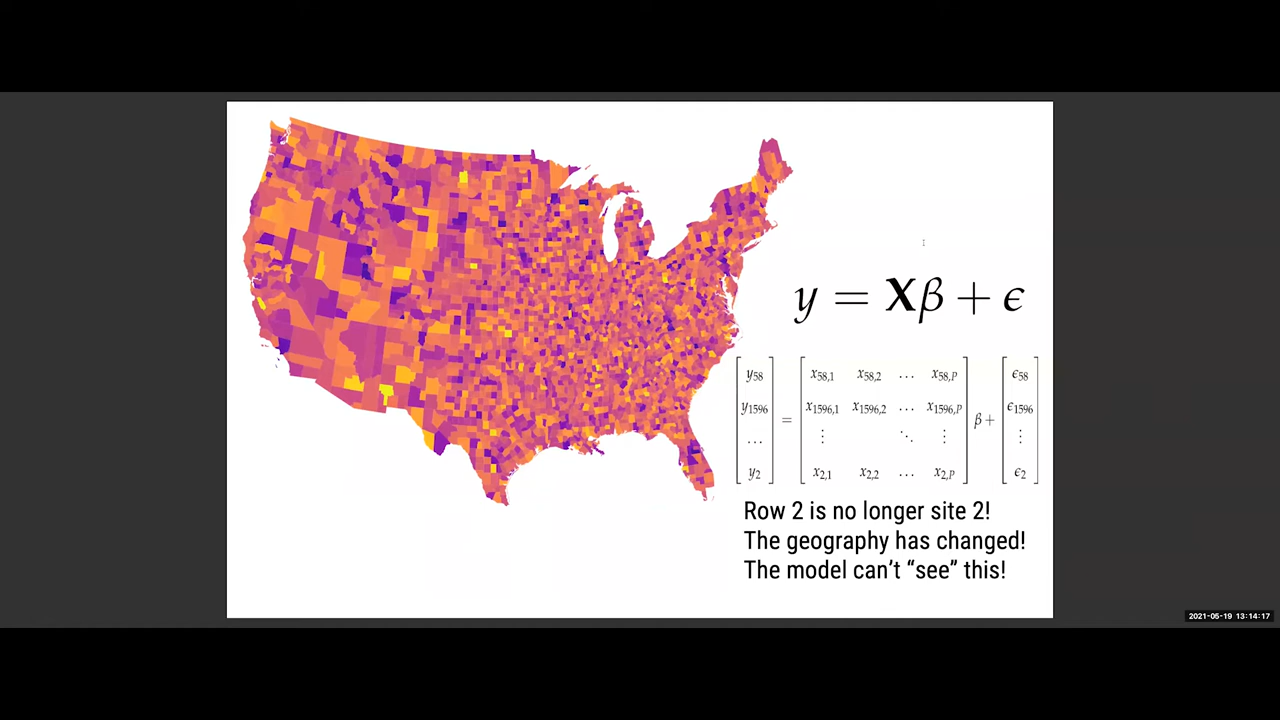 y = Xβ + ϵ
y58 x58,1 x58,2 … x58,P ϵ58
y1596 x1596,1 x1596,2 … x1596,P ϵ1596
= β +
… ⋮ ⋱ ⋮ ⋮
y2 x2,1 x2,2 … x2,P ϵ2
Row 2 is no longer site 2!
The geography has changed!
The model can’t “see” this!
2021-05-19 13:14:17